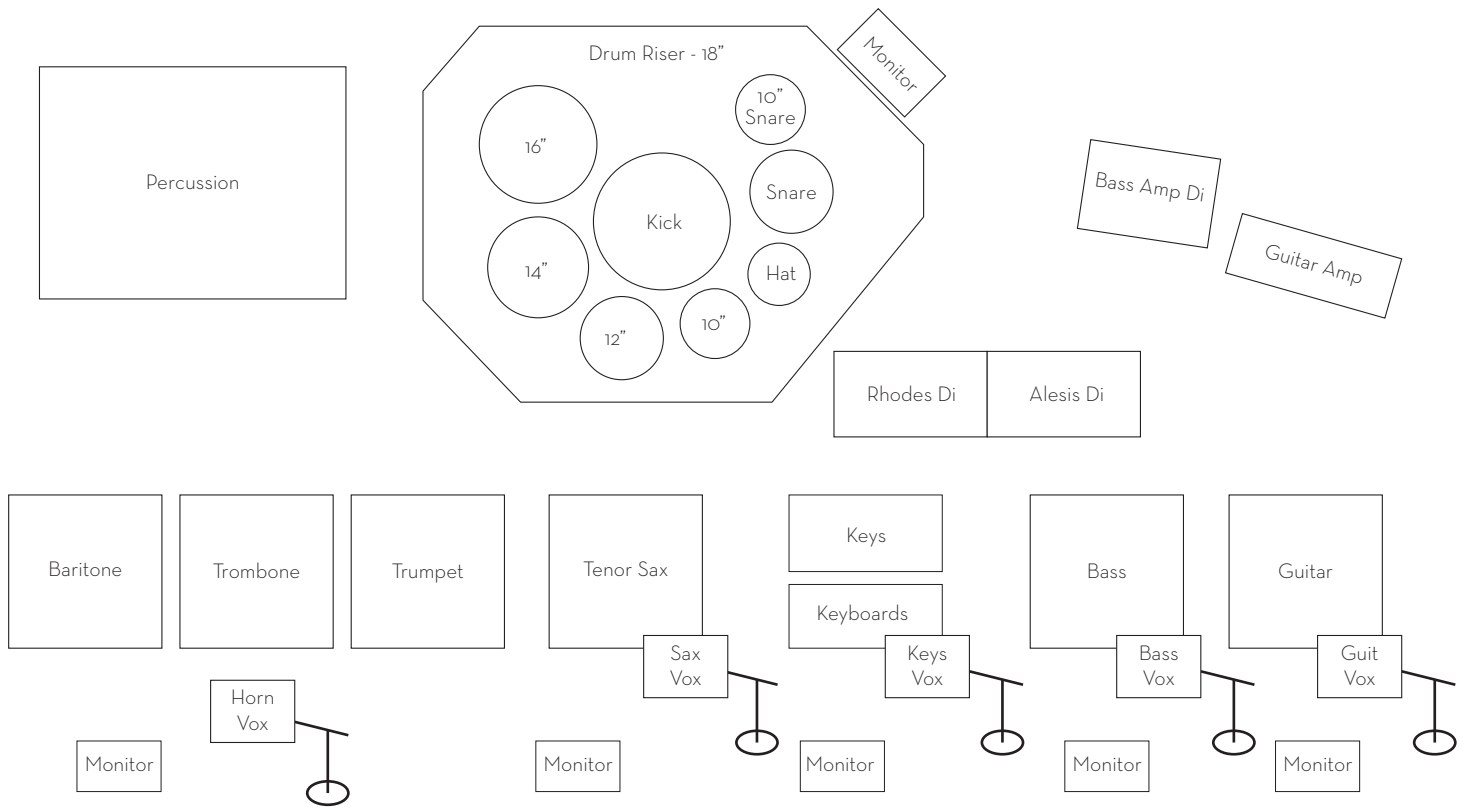 Drum Riser - 18”
Monitor
10”
Snare
16”
Percussion
Snare
Bass Amp Di
Kick
Hat
Guitar Amp
14”
12”
10”
Rhodes Di
Alesis Di
Baritone
Trombone
Trumpet
Tenor Sax
Keys
Keyboards
Bass
Guitar
Horn
Vox
Sax
Vox
Keys
Vox
Bass
Vox
Guit
Vox
Monitor
Monitor
Monitor
Monitor
Monitor